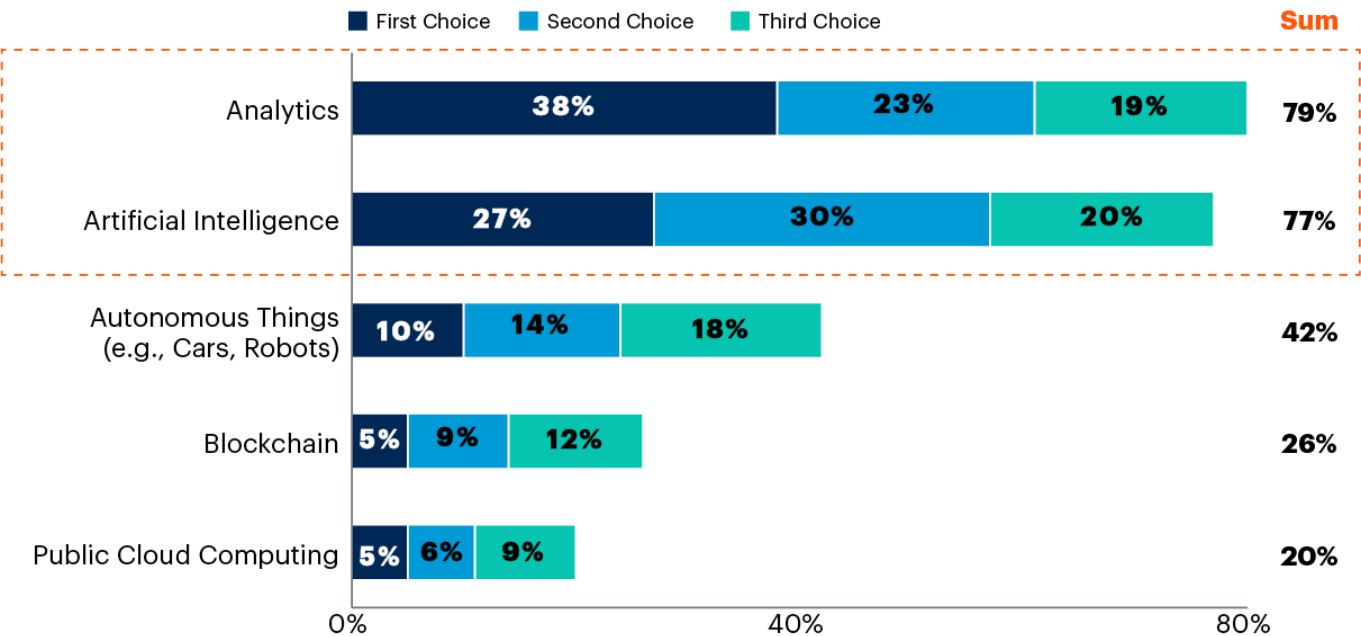 First Choice Second Choice Third Choice Sum
Analytics 38% 23% 19% 79%
Artificial Intelligence 27% 30% 20% 77%
Autonomous Things
(e.g., Cars, Robots) 10% 14% 18% 42%
Blockchain 5% 9% 12% 26%
Public Cloud Computing 5% 6% 9% 20%
0% 40% 80%